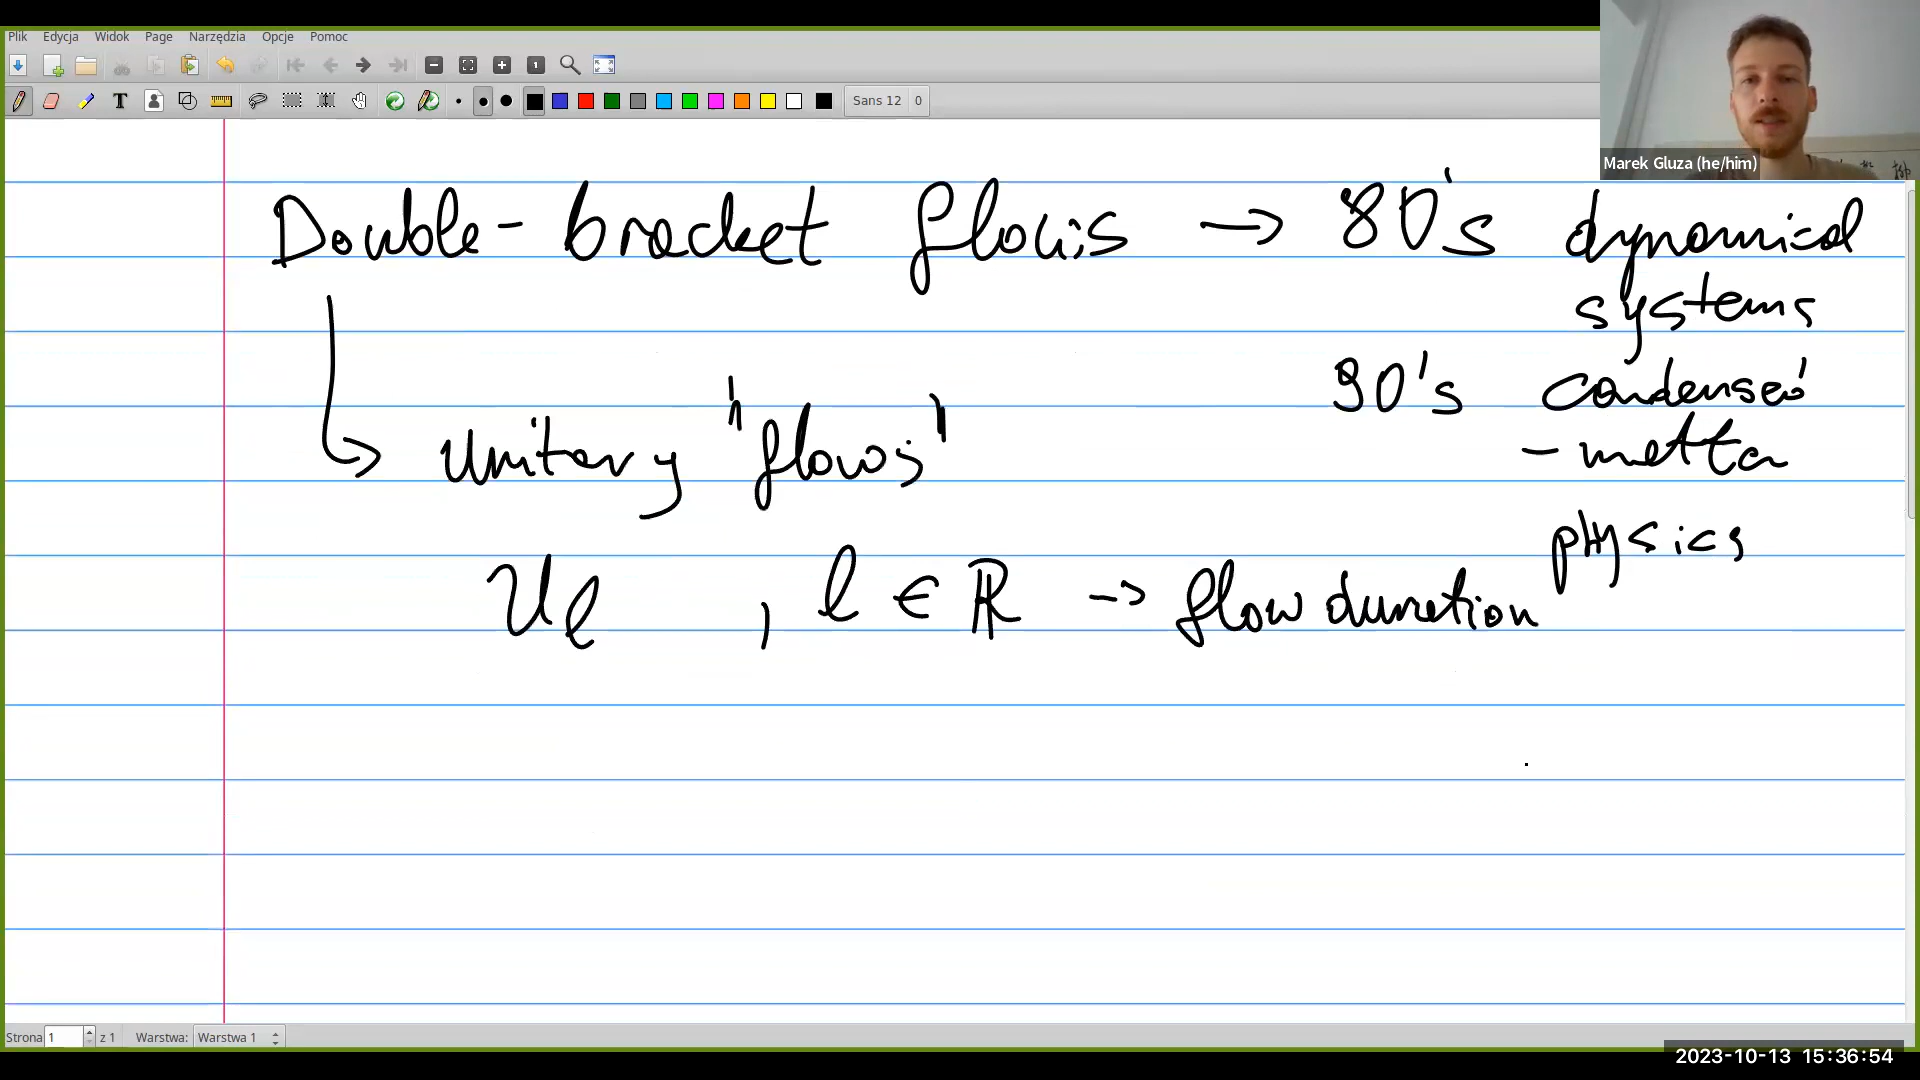 Plik Edycja Widok Page Narzędzia Opcje Pomoc
Sans 12 0
Marek Gluza (he/him)
Double-bracket flows → 80's dynamical
systems
90's condensed
-matter
unitary "flows"
physics
U_l , l ∈ ℝ → flow duration
Strona 1 z 1 Warstwa: Warstwa 1
2023-10-13 15:36:54